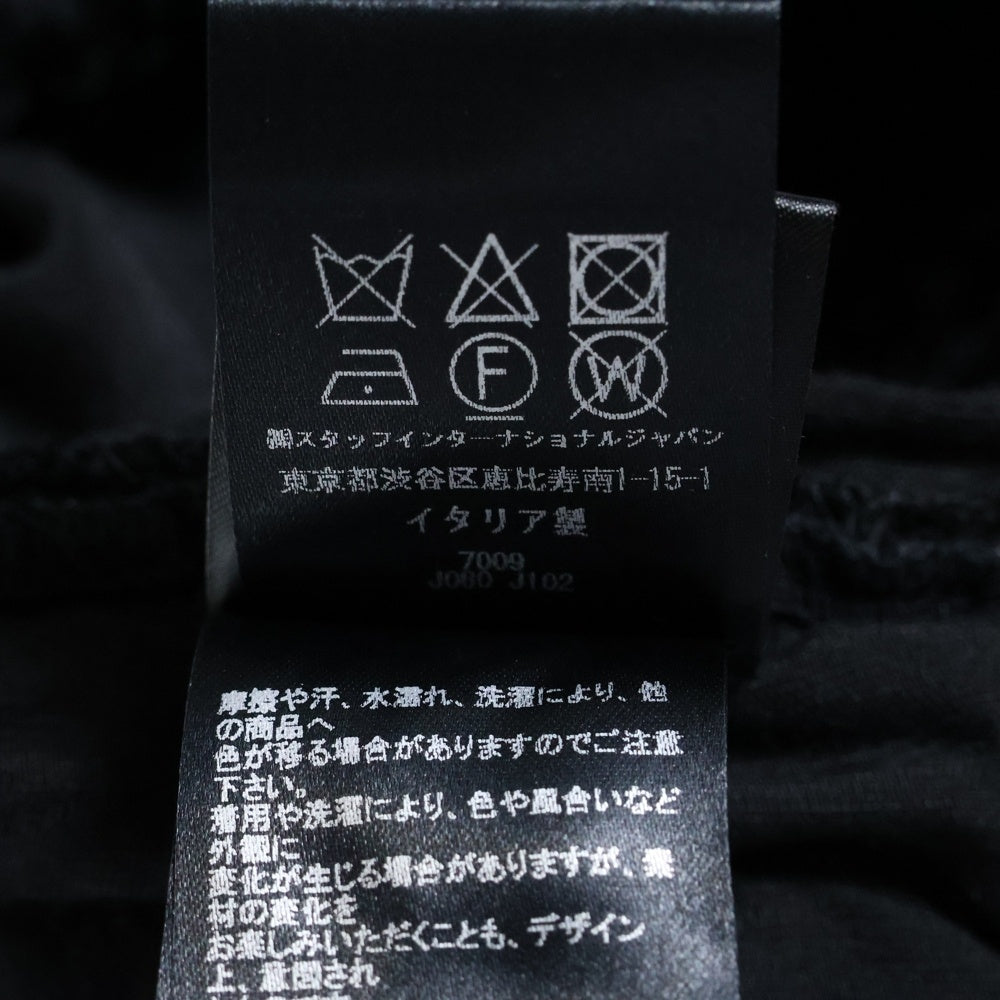 F
W
㈱スタッフインターナショナルジャパン
東京都渋谷区恵比寿南1-15-1
イタリア製
7009
J060 J102
摩擦や汗、水濡れ、洗濯により、他
の商品へ
色が移る場合がありますのでご注意
下さい。
着用や洗濯により、色や風合いなど
外観に
変化が生じる場合がありますが、素
材の変化を
お楽しみいただくことも、デザイン
上、意図され